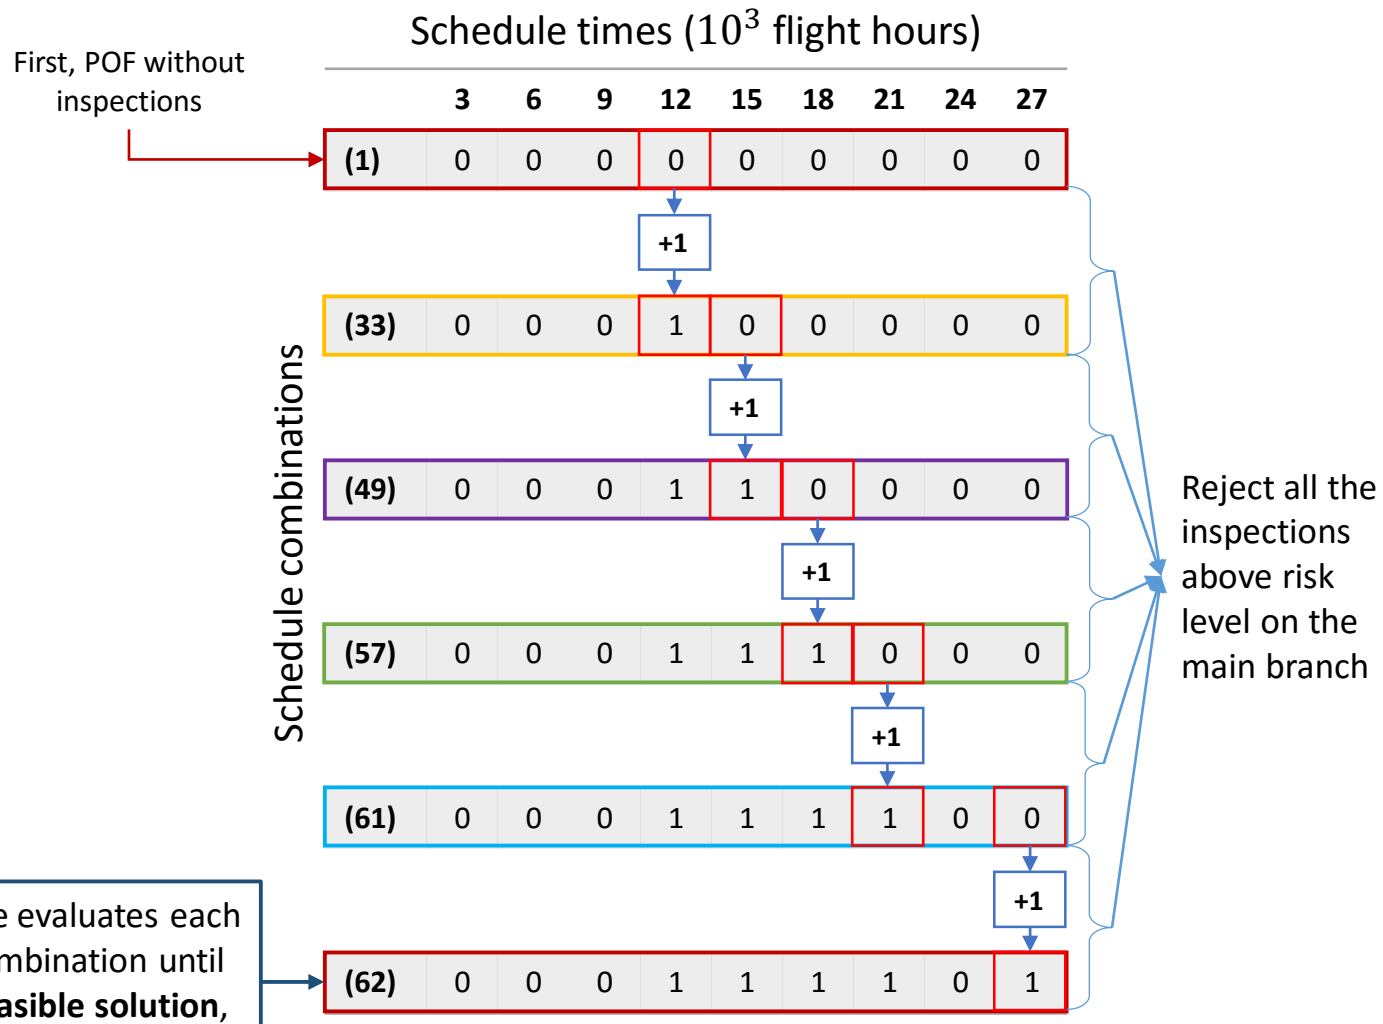 Schedule times (10³ flight hours)
First, POF without
inspections
3 6 9 12 15 18 21 24 27
(1) 0 0 0 0 0 0 0 0 0
+1
(33) 0 0 0 1 0 0 0 0 0
+1
(49) 0 0 0 1 1 0 0 0 0
+1
(57) 0 0 0 1 1 1 0 0 0
+1
(61) 0 0 0 1 1 1 1 0 0
+1
(62) 0 0 0 1 1 1 1 0 1
Schedule combinations
Reject all the
inspections
above risk
level on the
main branch
e evaluates each
mbination until
asible solution,